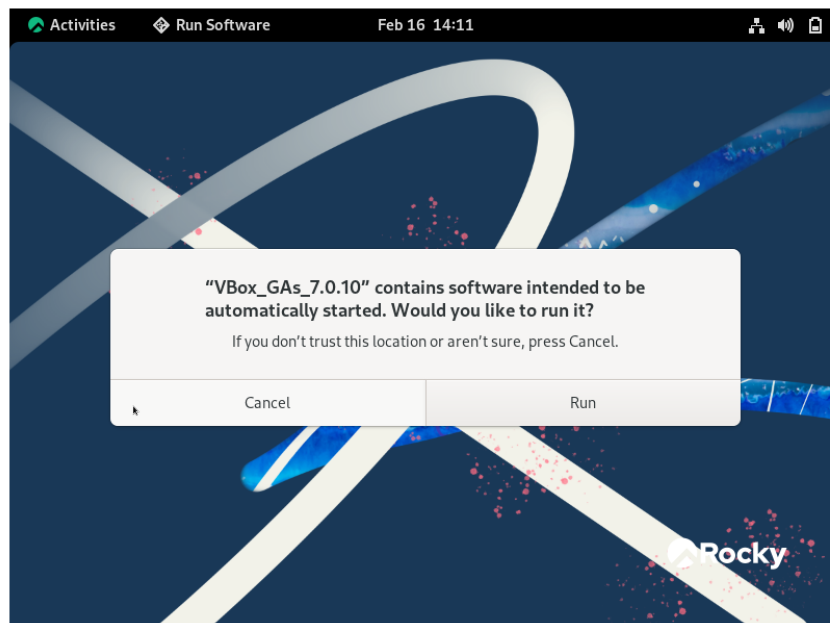 Activities Run Software Feb 16 14:11
“VBox_GAs_7.0.10” contains software intended to be
automatically started. Would you like to run it?
If you don’t trust this location or aren’t sure, press Cancel.
Cancel Run
Rocky